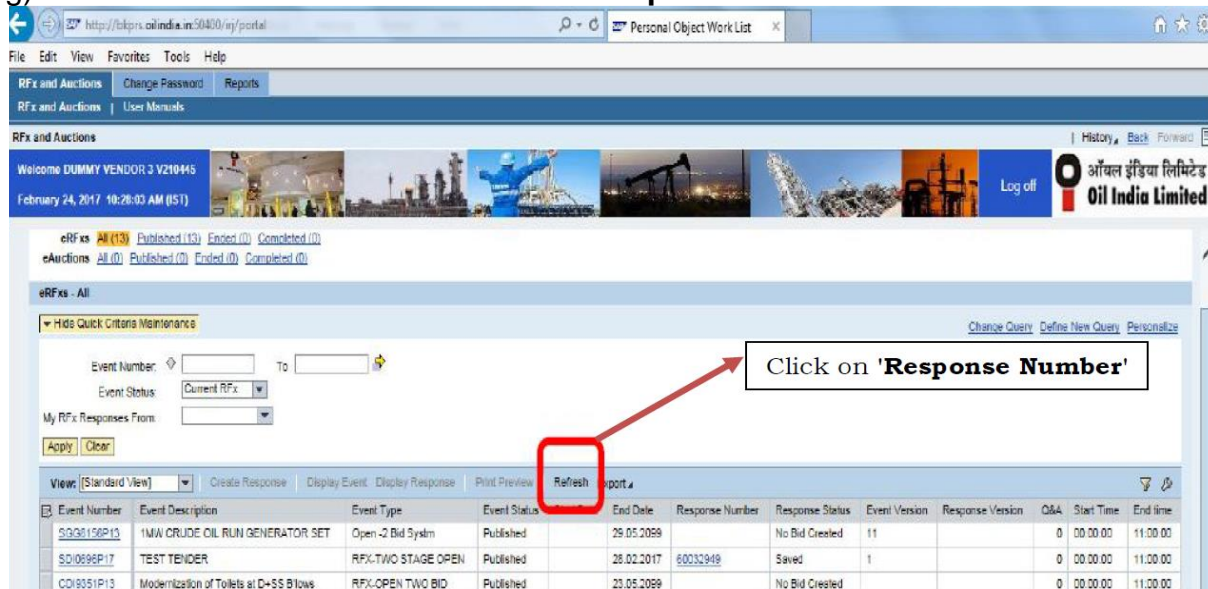 http://bkprs.oilindia.in:50400/irj/portal
Personal Object Work List
File Edit View Favorites Tools Help
RFx and Auctions Change Password Reports
RFx and Auctions | User Manuals
RFx and Auctions | History Back Forward
Welcome DUMMY VENDOR 3 V210445
February 24, 2017 10:28:03 AM (IST)
Log off
ऑयल इंडिया लिमिटेड
Oil India Limited
eRFxs All (13) Published (13) Ended (0) Completed (0)
eAuctions All (0) Published (0) Ended (0) Completed (0)
eRFxs - All
Hide Quick Criteria Maintenance
Change Query Define New Query Personalize
Event Number: To
Event Status: Current RFx
My RFx Responses From:
Click on 'Response Number'
Apply Clear
View: [Standard View] Create Response Display Event Display Response Print Preview Refresh Export
Event Number Event Description Event Type Event Status End Date Response Number Response Status Event Version Response Version Q&A Start Time End time
SGG8156P13 1MW CRUDE OIL RUN GENERATOR SET Open -2 Bid Systm Published 29.05.2099 No Bid Created 11 0 00:00:00 11:00:00
SDI0696P17 TEST TENDER RFX-TWO STAGE OPEN Published 28.02.2017 60032949 Saved 1 0 00:00:00 11:00:00
CDI9351P13 Modernization of Toilets at D+SS B'lows RFX-OPEN TWO BID Published 23.05.2099 No Bid Created 0 00:00:00 11:00:00